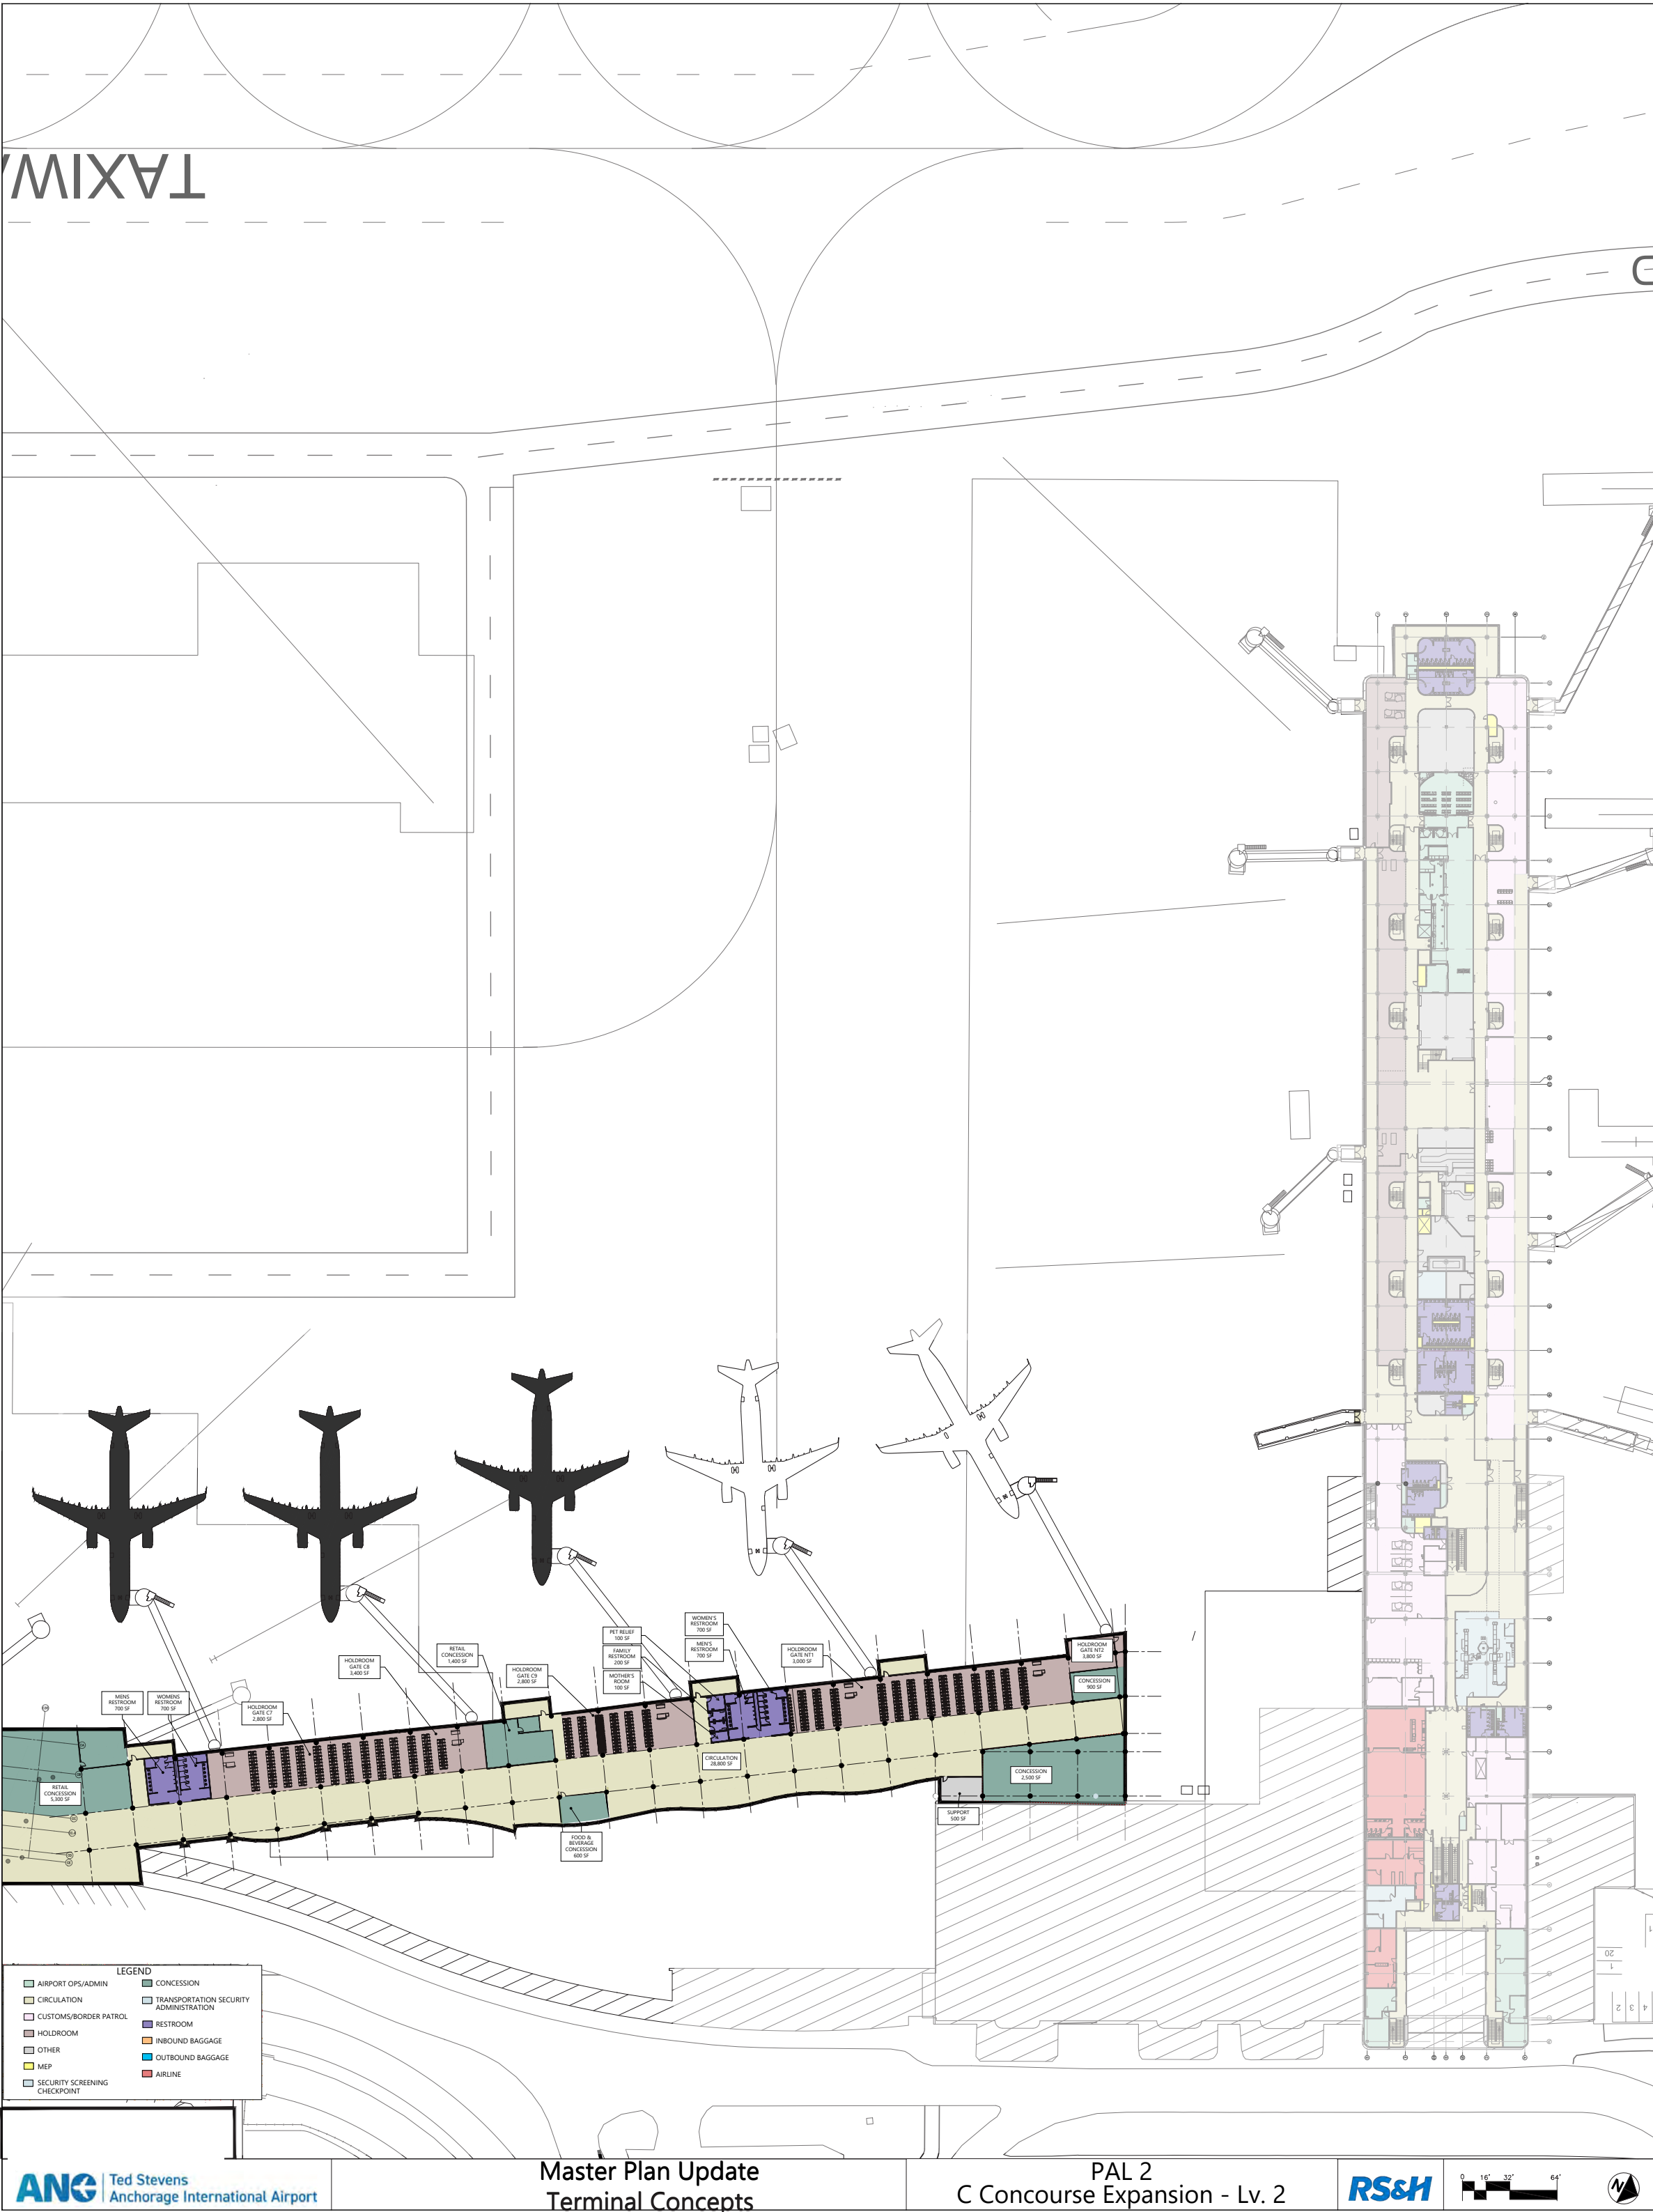 TAXIW
PET RELIEF
100 SF
FAMILY
RESTROOM
200 SF
MOTHER'S
ROOM
100 SF
WOMEN'S
RESTROOM
700 SF
MEN'S
RESTROOM
700 SF
RETAIL
CONCESSION
1,400 SF
HOLDROOM
GATE NT1
3,000 SF
HOLDROOM
GATE NT2
3,800 SF
HOLDROOM
GATE C8
3,400 SF
HOLDROOM
GATE C9
2,800 SF
CONCESSION
900 SF
MENS
RESTROOM
700 SF
WOMENS
RESTROOM
700 SF
HOLDROOM
GATE C7
2,800 SF
CIRCULATION
28,800 SF
CONCESSION
2,500 SF
RETAIL
CONCESSION
5,300 SF
SUPPORT
500 SF
FOOD &
BEVERAGE
CONCESSION
600 SF
20
1
1
4 3 2
LEGEND
AIRPORT OPS/ADMIN
CIRCULATION
CUSTOMS/BORDER PATROL
HOLDROOM
OTHER
MEP
SECURITY SCREENING
CHECKPOINT
CONCESSION
TRANSPORTATION SECURITY
ADMINISTRATION
RESTROOM
INBOUND BAGGAGE
OUTBOUND BAGGAGE
AIRLINE
ANC
Ted Stevens
Anchorage International Airport
Master Plan Update
Terminal Concepts
PAL 2
C Concourse Expansion - Lv. 2
RS&H
0 16' 32' 64'
N